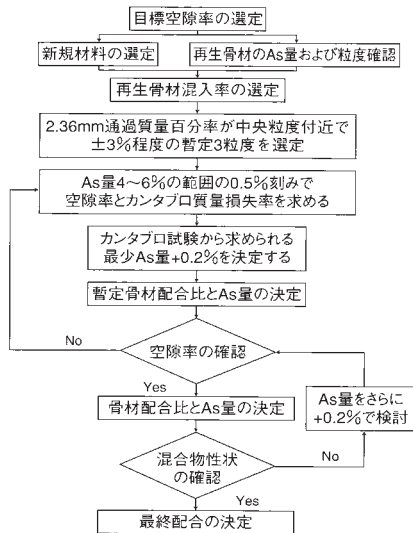 目標空隙率の選定
新規材料の選定
再生骨材のAs量および粒度確認
再生骨材混入率の選定
2.36mm通過質量百分率が中央粒度付近で
±3%程度の暫定3粒度を選定
As量4～6%の範囲の0.5%刻みで
空隙率とカンタブロ質量損失率を求める
カンタブロ試験から求められる
最少As量+0.2%を決定する
暫定骨材配合比とAs量の決定
No
空隙率の確認
Yes
骨材配合比とAs量の決定
As量をさらに
+0.2%で検討
混合物性状
の確認
No
Yes
最終配合の決定